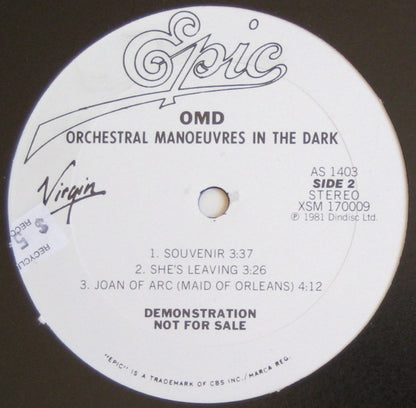 Epic
OMD
ORCHESTRAL MANOEUVRES IN THE DARK
Virgin
AS 1403
SIDE 2
STEREO
XSM 170009
℗ 1981 Dindisc Ltd.
1. SOUVENIR 3:37
2. SHE'S LEAVING 3:26
3. JOAN OF ARC (MAID OF ORLEANS) 4:12
DEMONSTRATION
NOT FOR SALE
"EPIC" IS A TRADEMARK OF CBS INC./MARCA REG.